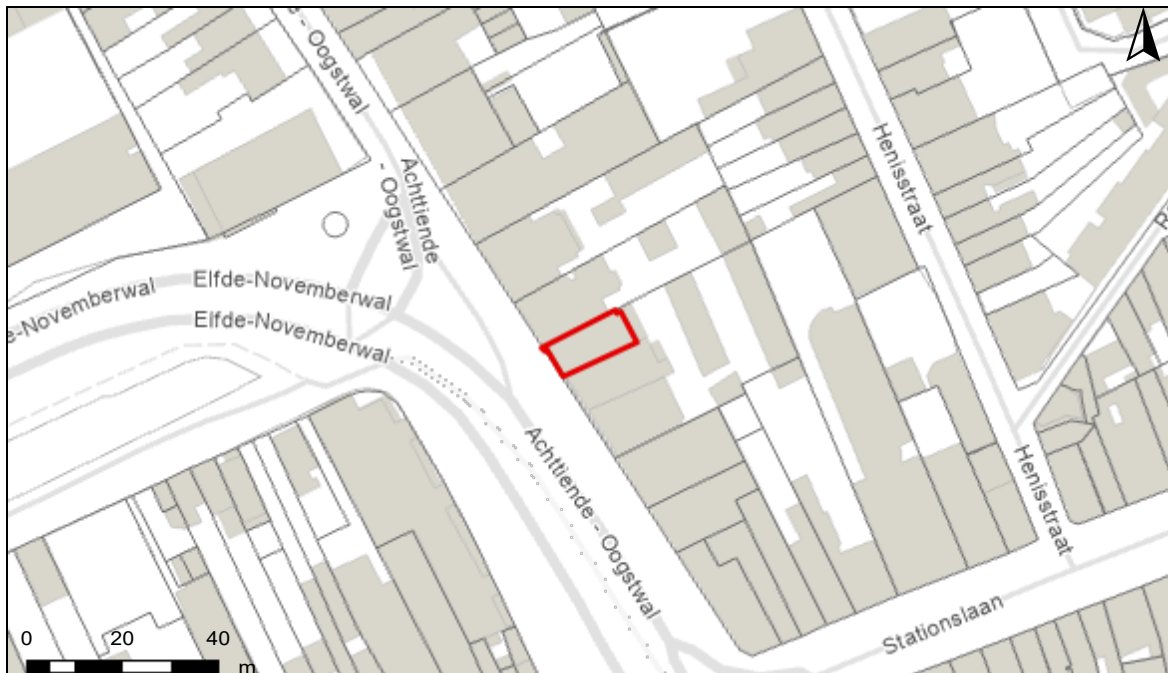 - Oogstwal
Achttiende
- Oogstwal
Henisstraat
Elfde-Novemberwal
e-Novemberwal
Elfde-Novemberwal
Achttiende - Oogstwal
Henisstraat
Stationslaan
0 20 40
m